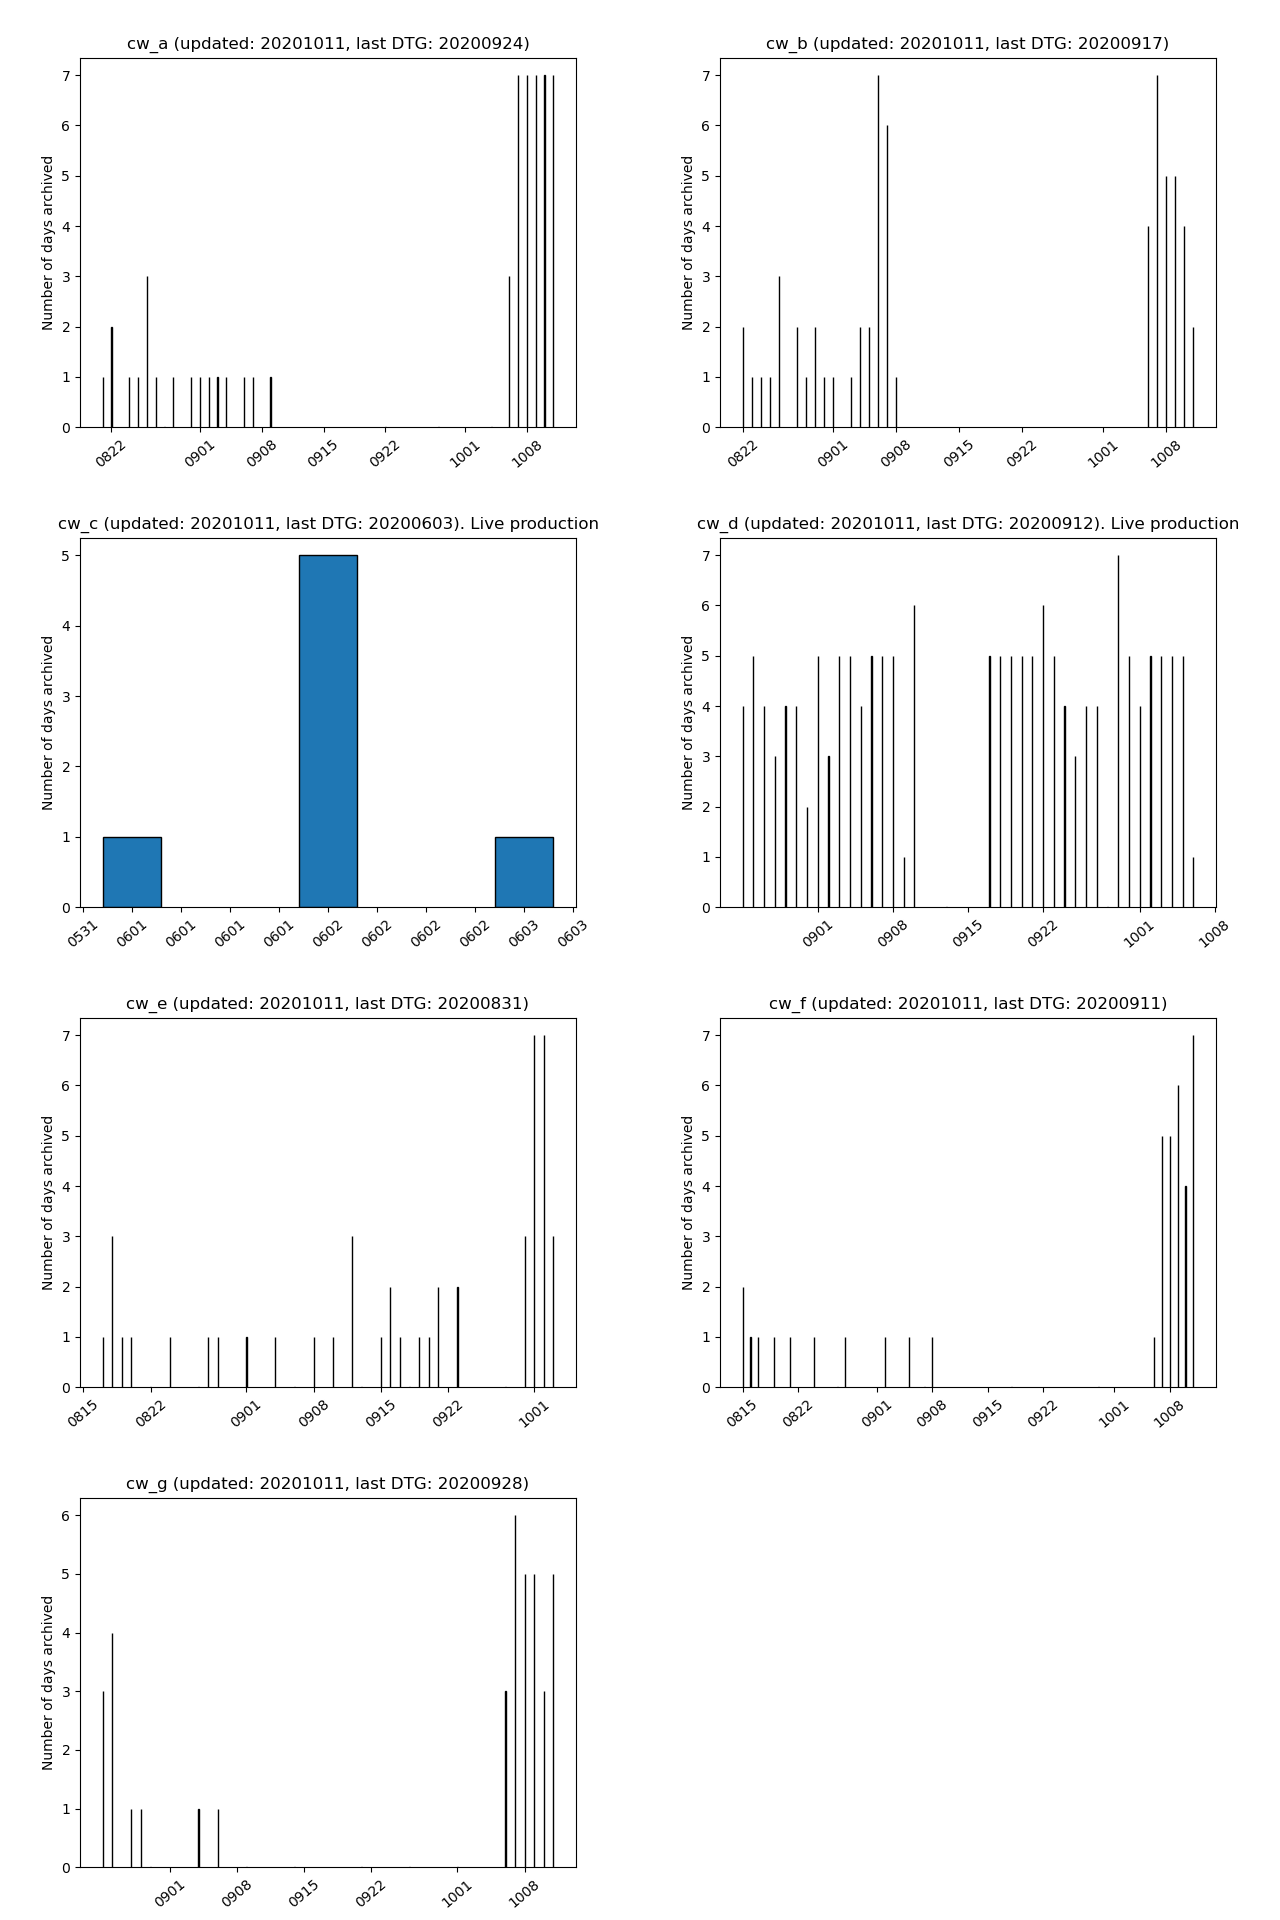 cw_a (updated: 20201011, last DTG: 20200924)
Number of days archived
7
6
5
4
3
2
1
0
0822 0901 0908 0915 0922 1001 1008
cw_b (updated: 20201011, last DTG: 20200917)
Number of days archived
7
6
5
4
3
2
1
0
0822 0901 0908 0915 0922 1001 1008
cw_c (updated: 20201011, last DTG: 20200603). Live production
Number of days archived
5
4
3
2
1
0
0531 0601 0601 0601 0601 0602 0602 0602 0602 0603 0603
cw_d (updated: 20201011, last DTG: 20200912). Live production
Number of days archived
7
6
5
4
3
2
1
0
0901 0908 0915 0922 1001 1008
cw_e (updated: 20201011, last DTG: 20200831)
Number of days archived
7
6
5
4
3
2
1
0
0815 0822 0901 0908 0915 0922 1001
cw_f (updated: 20201011, last DTG: 20200911)
Number of days archived
7
6
5
4
3
2
1
0
0815 0822 0901 0908 0915 0922 1001 1008
cw_g (updated: 20201011, last DTG: 20200928)
Number of days archived
6
5
4
3
2
1
0
0901 0908 0915 0922 1001 1008